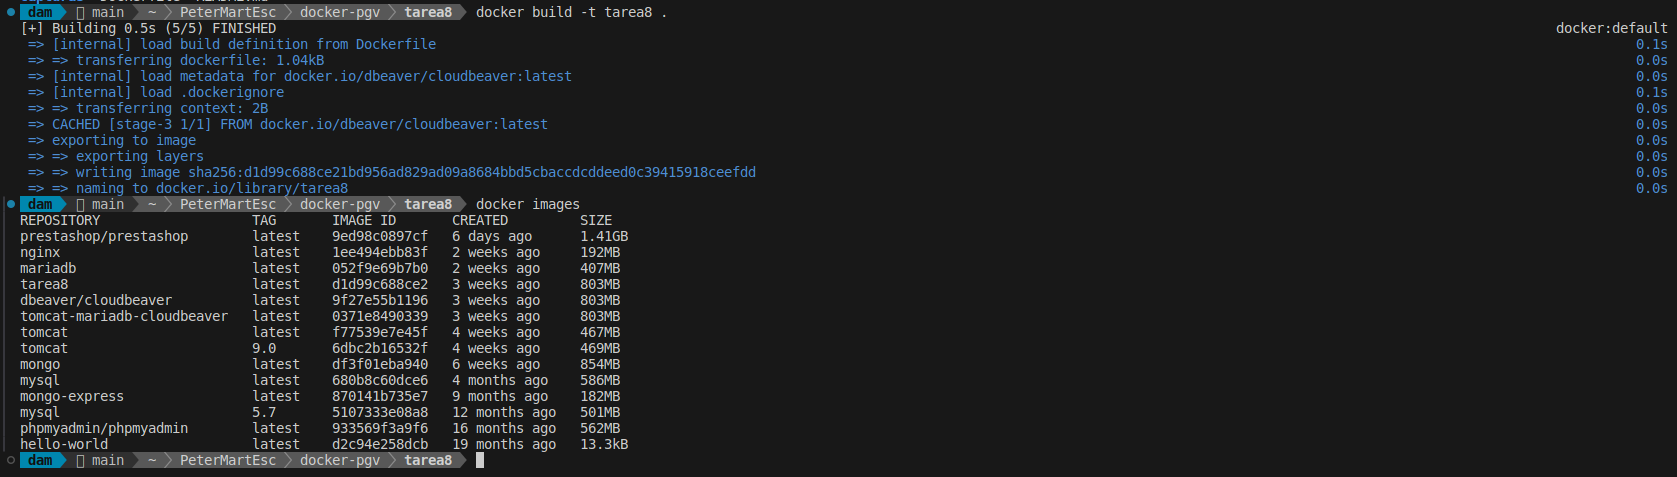 dam main ~ PeterMartEsc docker-pgv tarea8 docker build -t tarea8 .
[+] Building 0.5s (5/5) FINISHED docker:default
=> [internal] load build definition from Dockerfile 0.1s
=> => transferring dockerfile: 1.04kB 0.0s
=> [internal] load metadata for docker.io/dbeaver/cloudbeaver:latest 0.0s
=> [internal] load .dockerignore 0.1s
=> => transferring context: 2B 0.0s
=> CACHED [stage-3 1/1] FROM docker.io/dbeaver/cloudbeaver:latest 0.0s
=> exporting to image 0.0s
=> => exporting layers 0.0s
=> => writing image sha256:d1d99c688ce21bd956ad829ad09a8684bbd5cbaccdcddeed0c39415918ceefdd 0.0s
=> => naming to docker.io/library/tarea8 0.0s
dam main ~ PeterMartEsc docker-pgv tarea8 docker images
REPOSITORY TAG IMAGE ID CREATED SIZE
prestashop/prestashop latest 9ed98c0897cf 6 days ago 1.41GB
nginx latest 1ee494ebb83f 2 weeks ago 192MB
mariadb latest 052f9e69b7b0 2 weeks ago 407MB
tarea8 latest d1d99c688ce2 3 weeks ago 803MB
dbeaver/cloudbeaver latest 9f27e55b1196 3 weeks ago 803MB
tomcat-mariadb-cloudbeaver latest 0371e8490339 3 weeks ago 803MB
tomcat latest f77539e7e45f 4 weeks ago 467MB
tomcat 9.0 6dbc2b16532f 4 weeks ago 469MB
mongo latest df3f01eba940 6 weeks ago 854MB
mysql latest 680b8c60dce6 4 months ago 586MB
mongo-express latest 870141b735e7 9 months ago 182MB
mysql 5.7 5107333e08a8 12 months ago 501MB
phpmyadmin/phpmyadmin latest 933569f3a9f6 16 months ago 562MB
hello-world latest d2c94e258dcb 19 months ago 13.3kB
dam main ~ PeterMartEsc docker-pgv tarea8